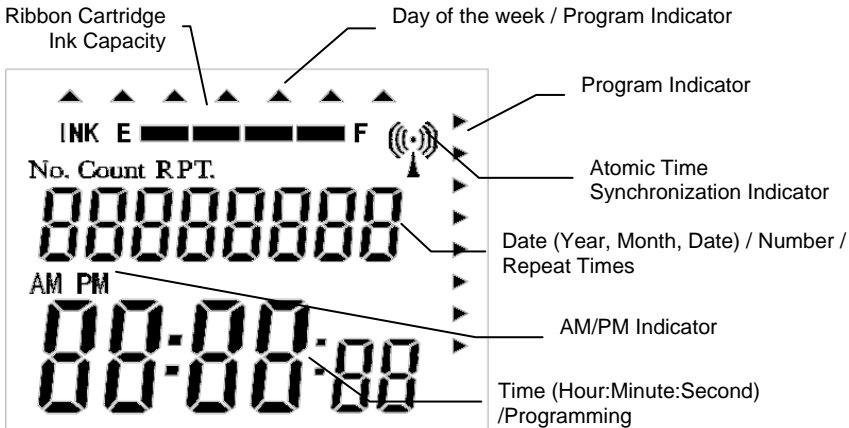 Ribbon Cartridge
Ink Capacity
Day of the week / Program Indicator
Program Indicator
INK E F
Atomic Time
Synchronization Indicator
No. Count RPT.
88888888
Date (Year, Month, Date) / Number /
Repeat Times
AM PM
AM/PM Indicator
88:88:88
Time (Hour:Minute:Second)
/Programming